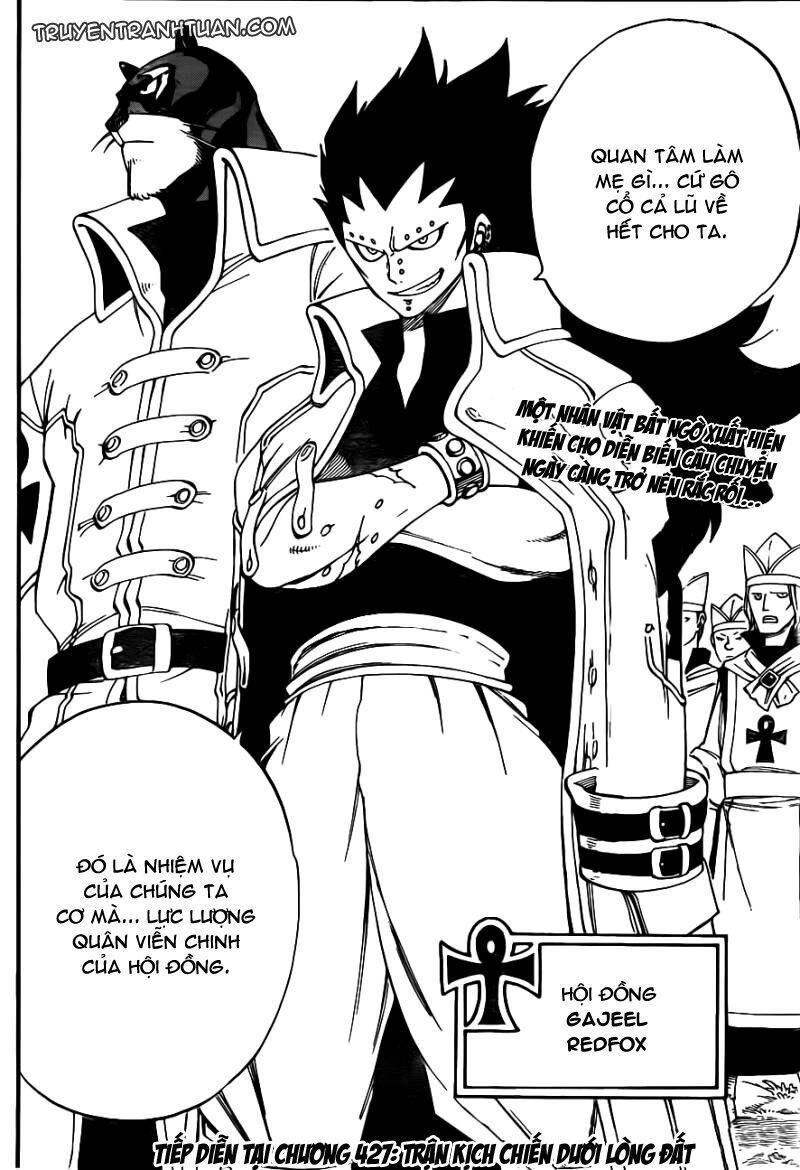 TRUYENTRANHTUAN.COM
QUAN TÂM LÀM
MẸ GÌ... CỨ GÔ
CỔ CẢ LŨ VỀ
HẾT CHO TA.
MỘT NHÂN VẬT BẤT NGỜ XUẤT HIỆN
KHIẾN CHO DIỄN BIẾN CÂU CHUYỆN
NGÀY CÀNG TRỞ NÊN RẮC RỐI...
ĐÓ LÀ NHIỆM VỤ
CỦA CHÚNG TA
CƠ MÀ... LỰC LƯỢNG
QUÂN VIỄN CHINH
CỦA HỘI ĐỒNG.
HỘI ĐỒNG
GAJEEL
REDFOX
TIẾP DIỄN TẠI CHƯƠNG 427: TRẬN KỊCH CHIẾN DƯỚI LÒNG ĐẤT